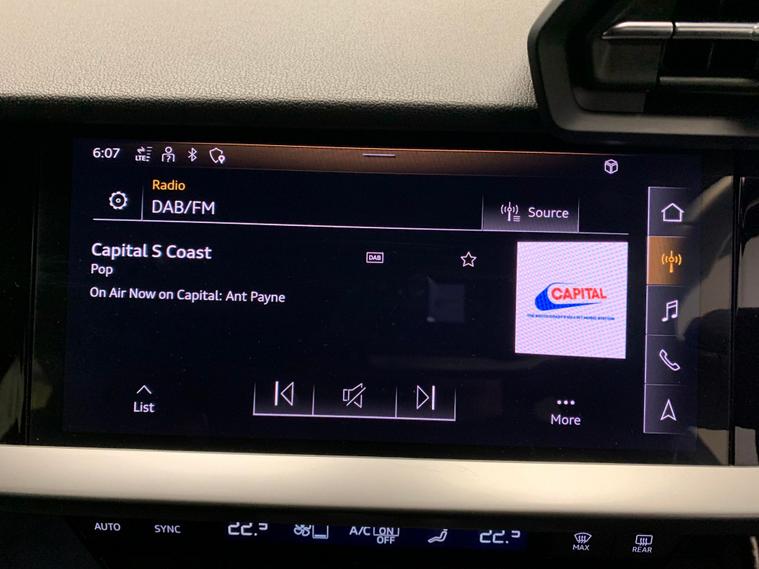 6:07
LTE
Radio
DAB/FM
Source
Capital S Coast
DAB
Pop
On Air Now on Capital: Ant Payne
CAPITAL
List
More
AUTO
SYNC
22.5
A/C ON
OFF
22.5
MAX
REAR